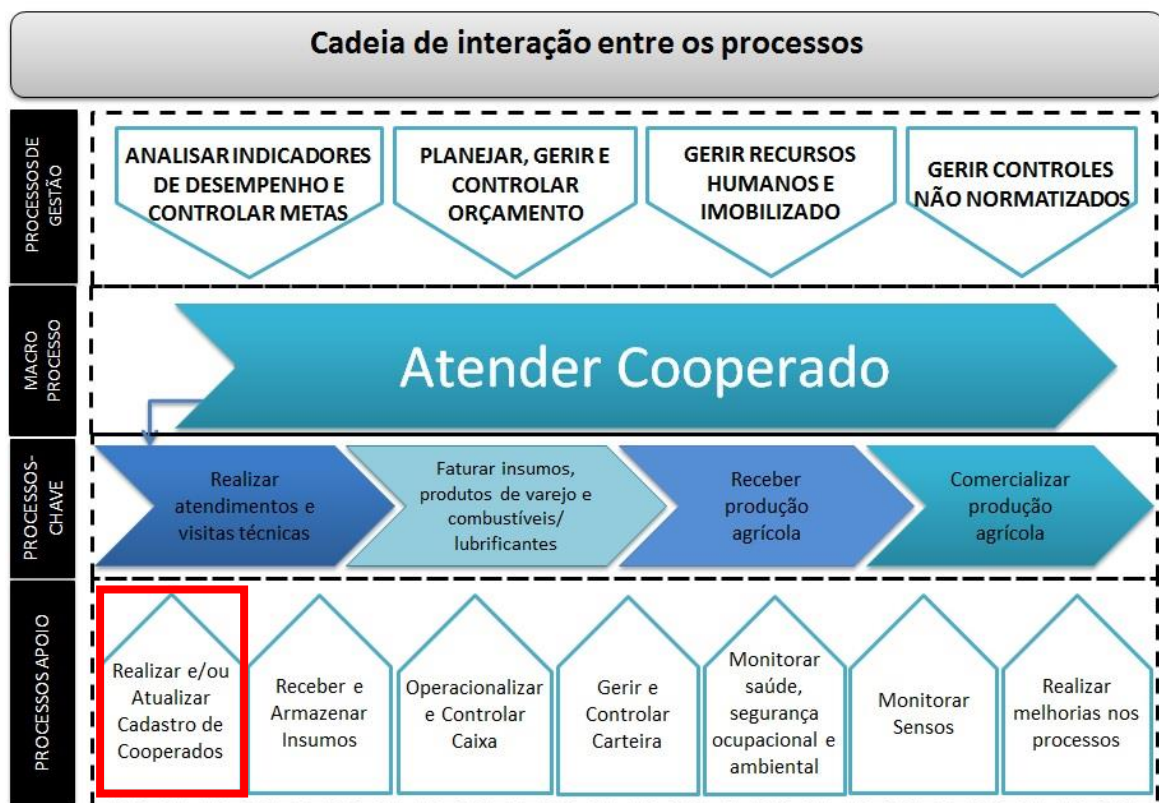 Cadeia de interação entre os processos
PROCESSOS DE
GESTÃO
ANALISAR INDICADORES
DE DESEMPENHO E
CONTROLAR METAS
PLANEJAR, GERIR E
CONTROLAR
ORÇAMENTO
GERIR RECURSOS
HUMANOS E
IMOBILIZADO
GERIR CONTROLES
NÃO NORMATIZADOS
MACRO
PROCESSO
Atender Cooperado
PROCESSOS-
CHAVE
Realizar
atendimentos e
visitas técnicas
Faturar insumos,
produtos de varejo e
combustíveis/
lubrificantes
Receber
produção
agrícola
Comercializar
produção
agrícola
PROCESSOS APOIO
Realizar e/ou
Atualizar
Cadastro de
Cooperados
Receber e
Armazenar
Insumos
Operacionalizar
e Controlar
Caixa
Gerir e
Controlar
Carteira
Monitorar
saúde,
segurança
ocupacional e
ambiental
Monitorar
Sensos
Realizar
melhorias nos
processos